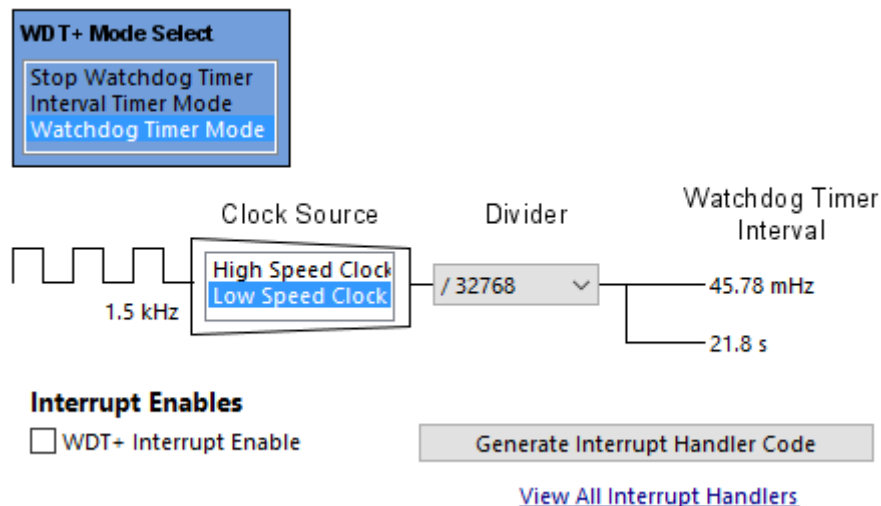 WDT+ Mode Select
Stop Watchdog Timer
Interval Timer Mode
Watchdog Timer Mode
Clock Source
Divider
Watchdog Timer
Interval
1.5 kHz
High Speed Clock
Low Speed Clock
/ 32768
45.78 mHz
21.8 s
Interrupt Enables
WDT+ Interrupt Enable
Generate Interrupt Handler Code
View All Interrupt Handlers